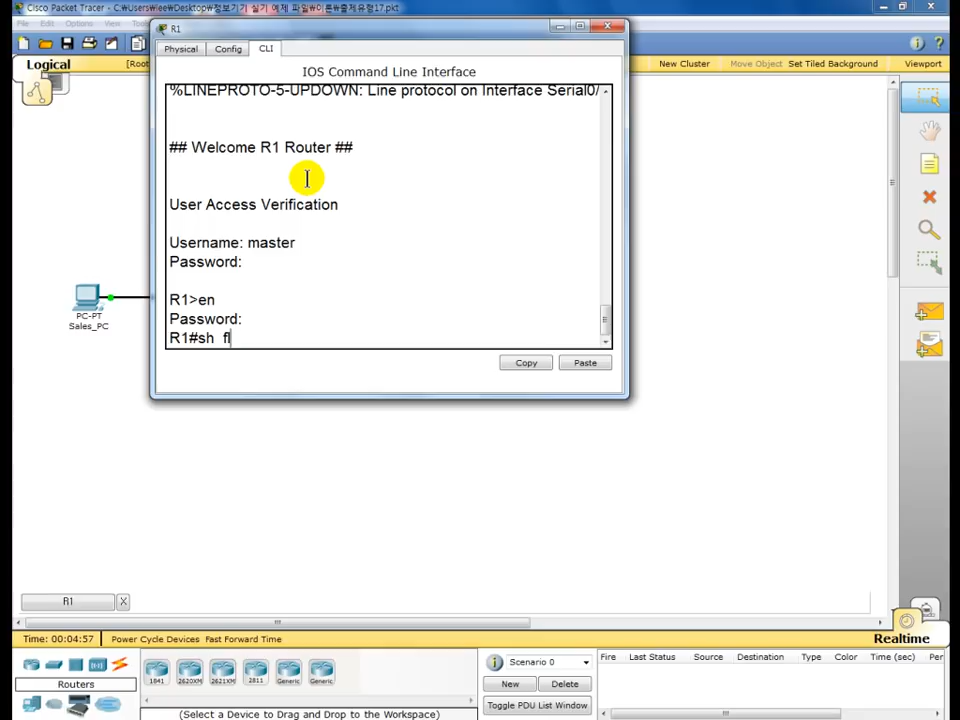 Cisco Packet Tracer - C:₩Users₩lee₩Desktop₩정보기기 실기 예제 파일₩이론₩출제유형17.pkt
File Edit Options View
R1
Physical Config CLI
Logical
[Root
New Cluster Move Object Set Tiled Background Viewport
IOS Command Line Interface
%LINEPROTO-5-UPDOWN: Line protocol on Interface Serial0/
## Welcome R1 Router ##
User Access Verification
Username: master
Password:
R1>en
Password:
R1#sh fl
Copy Paste
PC-PT
Sales_PC
R1 X
Time: 00:04:57 Power Cycle Devices Fast Forward Time
Realtime
Routers
1841 2620XM 2621XM 2811 Generic Generic
(Select a Device to Drag and Drop to the Workspace)
Scenario 0
New Delete
Toggle PDU List Window
Fire Last Status Source Destination Type Color Time (sec) Per